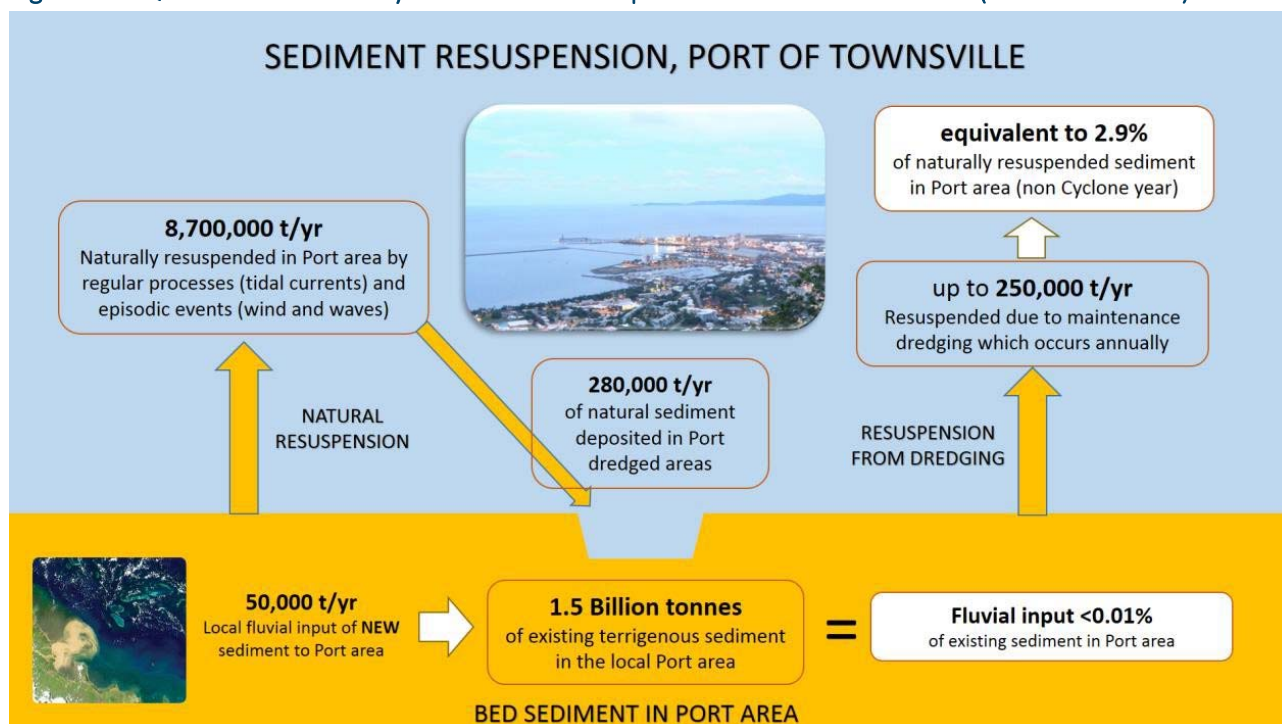 SEDIMENT RESUSPENSION, PORT OF TOWNSVILLE
equivalent to 2.9%
of naturally resuspended sediment
in Port area (non Cyclone year)
8,700,000 t/yr
Naturally resuspended in Port area by
regular processes (tidal currents) and
episodic events (wind and waves)
up to 250,000 t/yr
Resuspended due to maintenance
dredging which occurs annually
280,000 t/yr
of natural sediment
deposited in Port
dredged areas
NATURAL
RESUSPENSION
RESUSPENSION
FROM DREDGING
50,000 t/yr
Local fluvial input of NEW
sediment to Port area
1.5 Billion tonnes
of existing terrigenous sediment
in the local Port area
=
Fluvial input <0.01%
of existing sediment in Port area
BED SEDIMENT IN PORT AREA